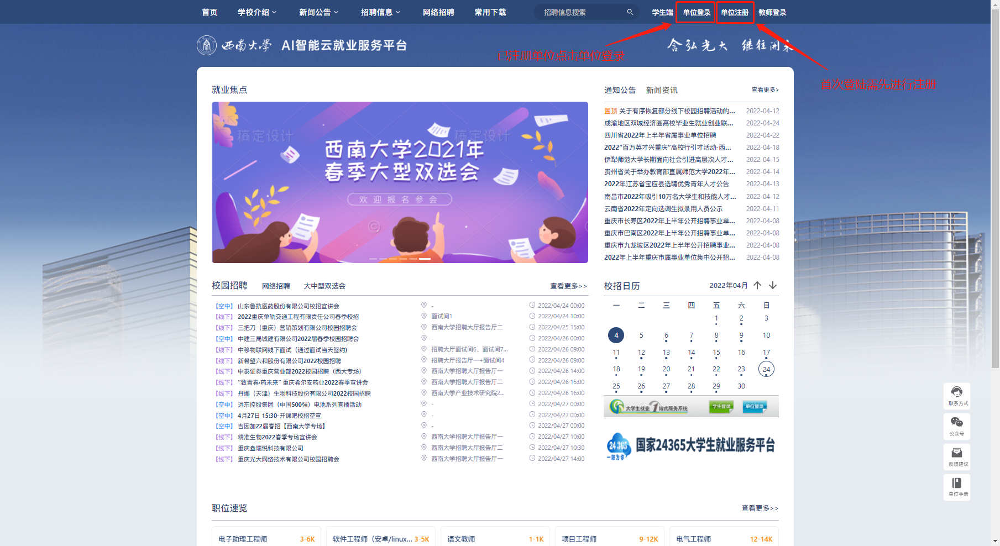 首页 学校介绍 新闻公告 招聘信息 网络招聘 常用下载 招聘信息搜索 学生端 单位登录 单位注册 教师登录
西南大学 AI智能云就业服务平台 含弘光大 继往开来
已注册单位点击单位登录
首次登陆需先进行注册
就业焦点
稿定设计 稿定设计
西南大学2021年
春季大型双选会
欢迎报名参会
通知公告 新闻资讯 查看更多>
置顶 关于有序恢复部分线下校园招聘活动的... 2022-04-12
成渝地区双城经济圈高校毕业生就业创业联... 2022-04-24
四川省2022年上半年省属事业单位招聘 2022-04-22
2022“百万英才兴重庆”高校行引才活动-西... 2022-04-18
伊犁师范大学长期面向社会引进高层次人才... 2022-04-15
贵州省关于举办教育部直属师范大学2022年... 2022-04-14
2022年江苏省宝应县选聘优秀青年人才公告 2022-04-13
南昌市2022年吸引10万名大学生和技能人才... 2022-04-12
云南省2022年定向选调生拟录用人员公示 2022-04-11
重庆市长寿区2022年上半年公开招聘事业单... 2022-04-08
重庆市巴南区2022年上半年公开招聘事业单... 2022-04-08
重庆市九龙坡区2022年上半年公开招聘事业... 2022-04-08
2022年上半年重庆市属事业单位集中公开招... 2022-04-08
校园招聘 网络招聘 大中型双选会 查看更多>>
【空中】 山东鲁抗医药股份有限公司校招宣讲会 - 2022/04/24 00:00
【线下】 2022重庆单轨交通工程有限责任公司春季校招 面试间1 2022/04/24 10:00
【线下】 三把刀（重庆）营销策划有限公司校园招聘会 西南大学招聘大厅报告厅二 2022/04/25 15:00
【空中】 中建三局城建有限公司2022届春季校园招聘会 - 2022/04/26 00:00
【线下】 中移物联网线下面试（通过面试当天签约) 招聘大厅面试间6、面试间7... 2022/04/26 09:00
【线下】 新希望六和股份有限公司2022校园招聘 招聘大厅报告厅一+面试间4 2022/04/26 09:00
【线下】 中泰证券重庆营业部2022校园招聘（西大专场） 西南大学招聘大厅报告厅一 2022/04/26 14:00
【线下】 “致青春·药未来” 重庆希尔安药业2022春季宣讲会 西南大学招聘大厅报告厅二 2022/04/26 15:00
【线下】 丹娜（天津）生物科技股份有限公司2022校园招聘 西南大学产业技术研究院2... 2022/04/26 16:00
【空中】 远东控股集团（中国500强）电池系列直播活动 - 2022/04/27 00:00
【空中】 4月27日 15:30-开课吧校招空宣 - 2022/04/27 00:00
【空中】 吉因加22届春招【西南大学专场】 - 2022/04/27 00:00
【线下】 精准生物2022春季专场宣讲会 西南大学招聘大厅报告厅一 2022/04/27 10:00
【线下】 重庆盎瑞悦科技有限公司 西南大学招聘大厅报告厅二 2022/04/27 10:30
【线下】 重庆光大网络技术有限公司校园招聘会 西南大学招聘大厅报告厅一 2022/04/27 14:00
校招日历 2022年04月
一 二 三 四 五 六 日
1 2 3
4 5 6 7 8 9 10
11 12 13 14 15 16 17
18 19 20 21 22 23 24
25 26 27 28 29 30
大学生就业1站式服务系统 学生登录 单位登录
24 365 一职为你 国家24365大学生就业服务平台
联系方式
公众号
反馈建议
单位手册
职位速览 查看更多>>
电子助理工程师 3-6K 软件工程师（安卓/linux... 3-5K 语文教师 1-1K 项目工程师 9-12K 电气工程师 12-14K